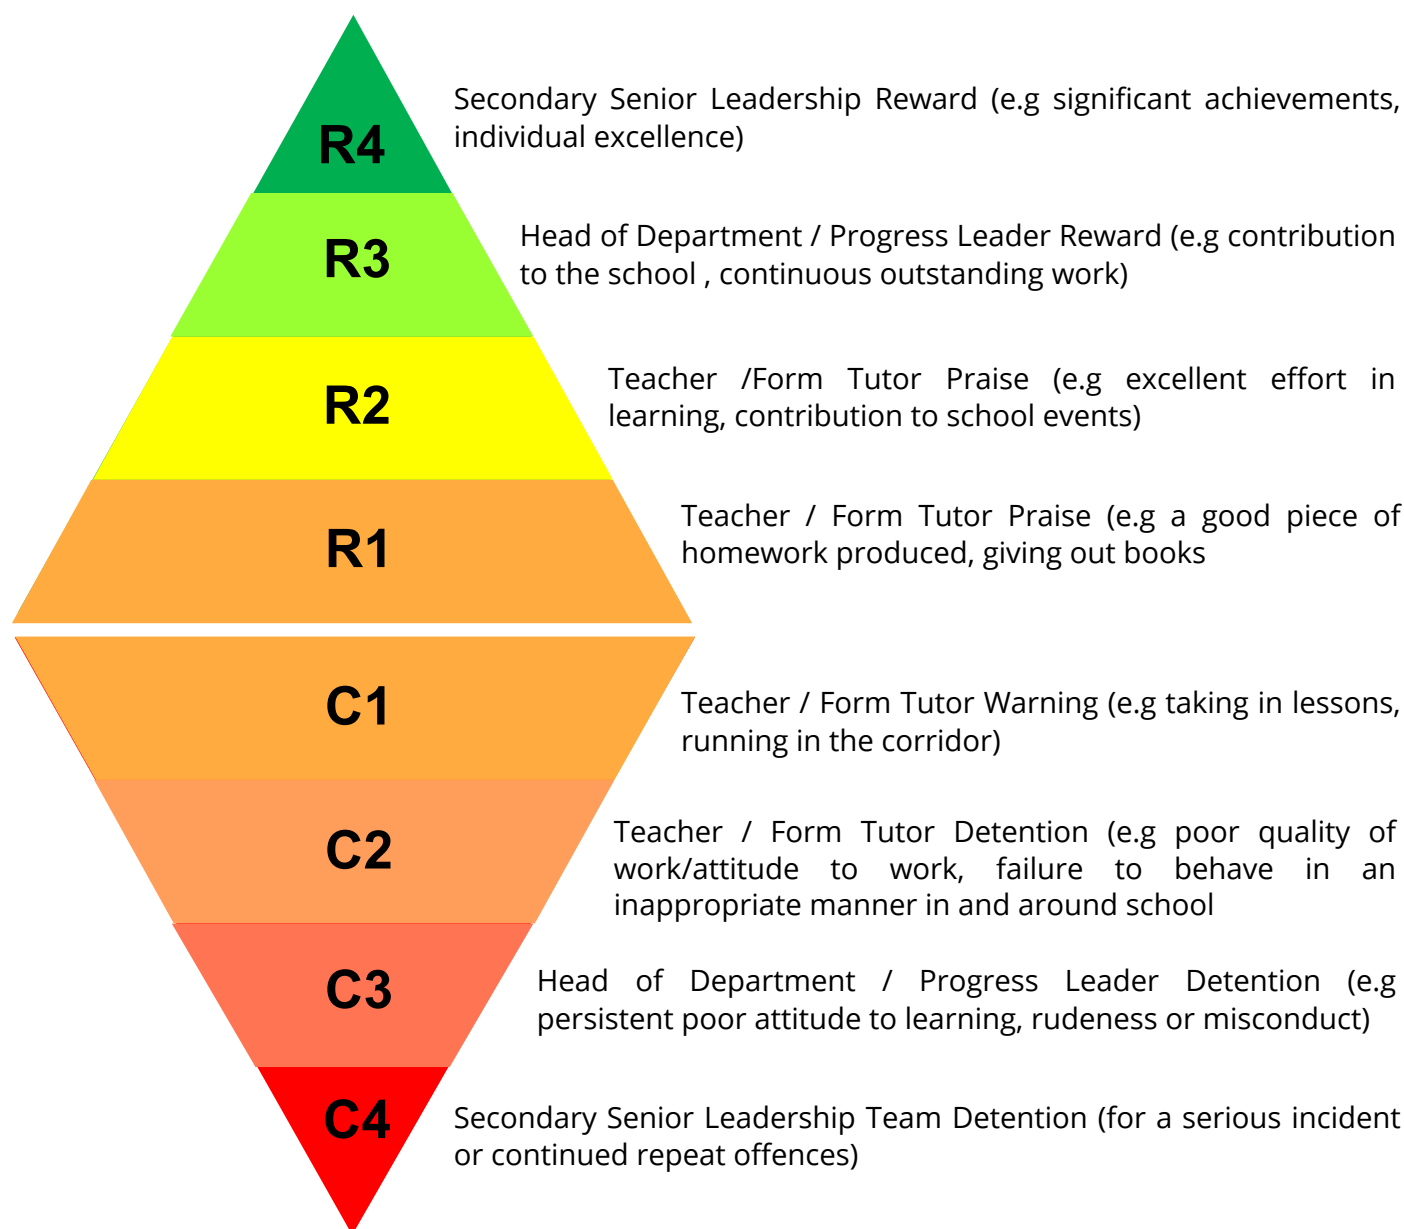 R4
Secondary Senior Leadership Reward (e.g significant achievements,
individual excellence)
R3
Head of Department / Progress Leader Reward (e.g contribution
to the school , continuous outstanding work)
R2
Teacher /Form Tutor Praise (e.g excellent effort in
learning, contribution to school events)
R1
Teacher / Form Tutor Praise (e.g a good piece of
homework produced, giving out books
C1
Teacher / Form Tutor Warning (e.g taking in lessons,
running in the corridor)
C2
Teacher / Form Tutor Detention (e.g poor quality of
work/attitude to work, failure to behave in an
inappropriate manner in and around school
C3
Head of Department / Progress Leader Detention (e.g
persistent poor attitude to learning, rudeness or misconduct)
C4
Secondary Senior Leadership Team Detention (for a serious incident
or continued repeat offences)